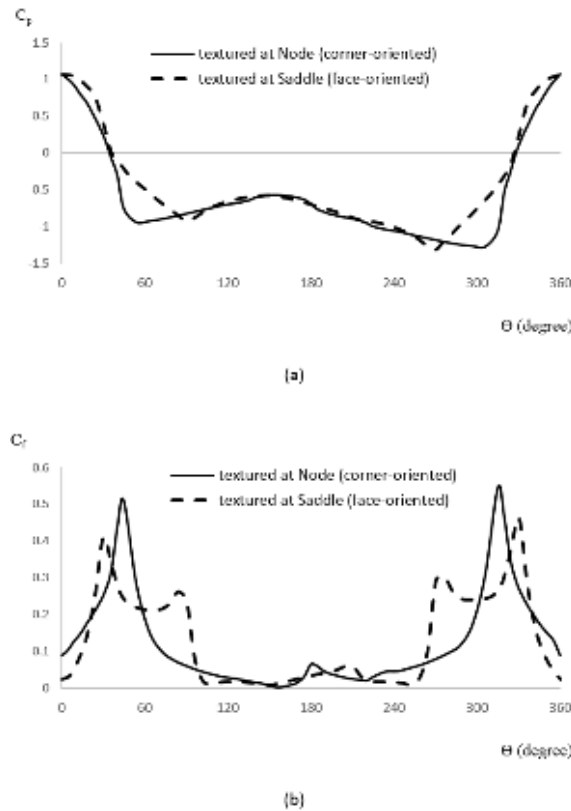 C_p
1.5
textured at Node (corner-oriented)
1
textured at Saddle (face-oriented)
0.5
0
0.5
1
1.5
0 60 120 180 240 300 360
Θ (degree)
(a)
C_f
0.6
textured at Node (corner-oriented)
0.5
textured at Saddle (face-oriented)
0.4
0.3
0.2
0.1
0
0 60 120 180 240 300 360
Θ (degree)
(b)